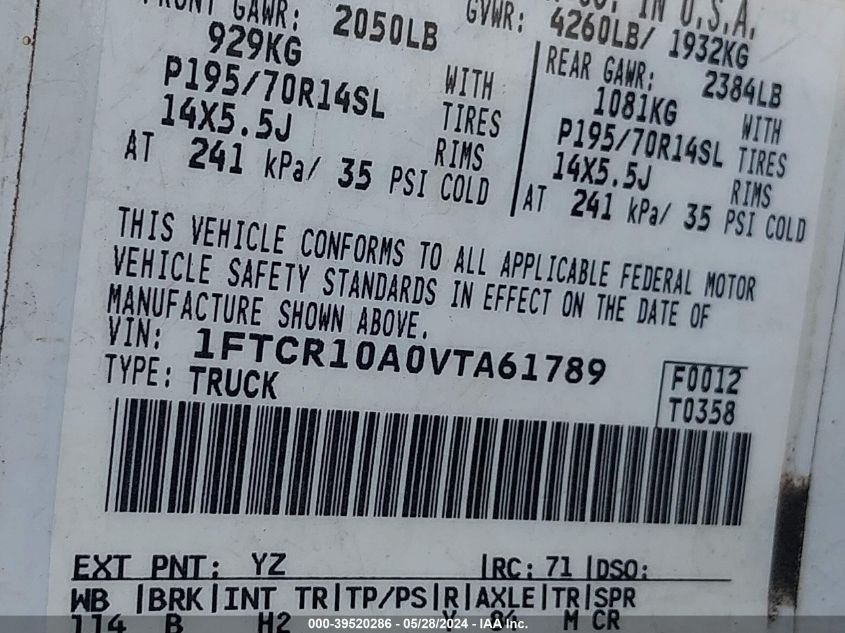 FRONT GAWR: 2050LB GVWR: 4260LB/ 1932KG
IN U.S.A.
929KG WITH
P195/70R14SL TIRES
14X5.5J RIMS
AT 241 kPa/ 35 PSI COLD
REAR GAWR: 2384LB
1081KG WITH
P195/70R14SL TIRES
14X5.5J RIMS
AT 241 kPa/ 35 PSI COLD
THIS VEHICLE CONFORMS TO ALL APPLICABLE FEDERAL MOTOR
VEHICLE SAFETY STANDARDS IN EFFECT ON THE DATE OF
MANUFACTURE SHOWN ABOVE.
VIN: 1FTCR10A0VTA61789
TYPE: TRUCK
F0012
T0358
EXT PNT: YZ |RC: 71 |DSO:
WB |BRK|INT TR|TP/PS|R|AXLE|TR|SPR
114 B H2 Y 84 M CR
000-39520286 - 05/28/2024 - IAA Inc.